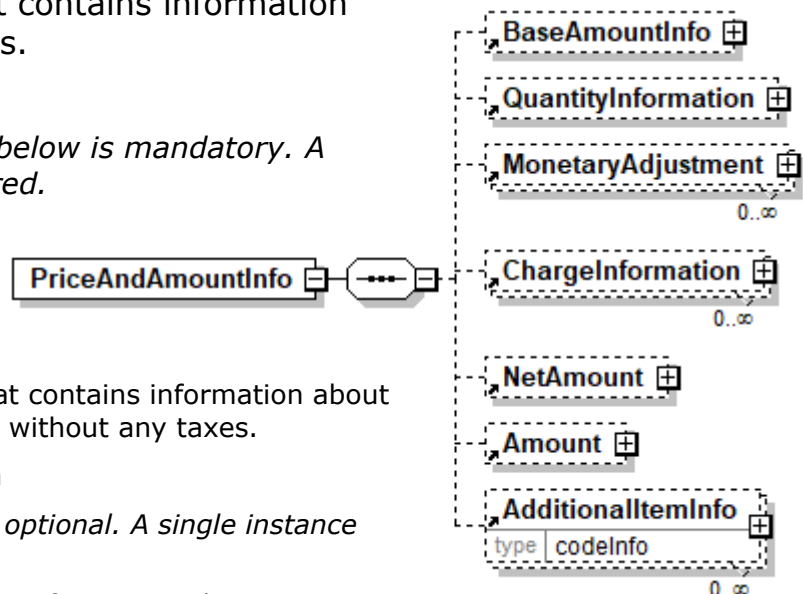 t contains information
s.
below is mandatory. A
red.
PriceAndAmountInfo
at contains information about
without any taxes.
optional. A single instance
BaseAmountInfo
QuantityInformation
MonetaryAdjustment
0..∞
ChargeInformation
0..∞
NetAmount
Amount
AdditionalItemInfo
type codeInfo
0..∞